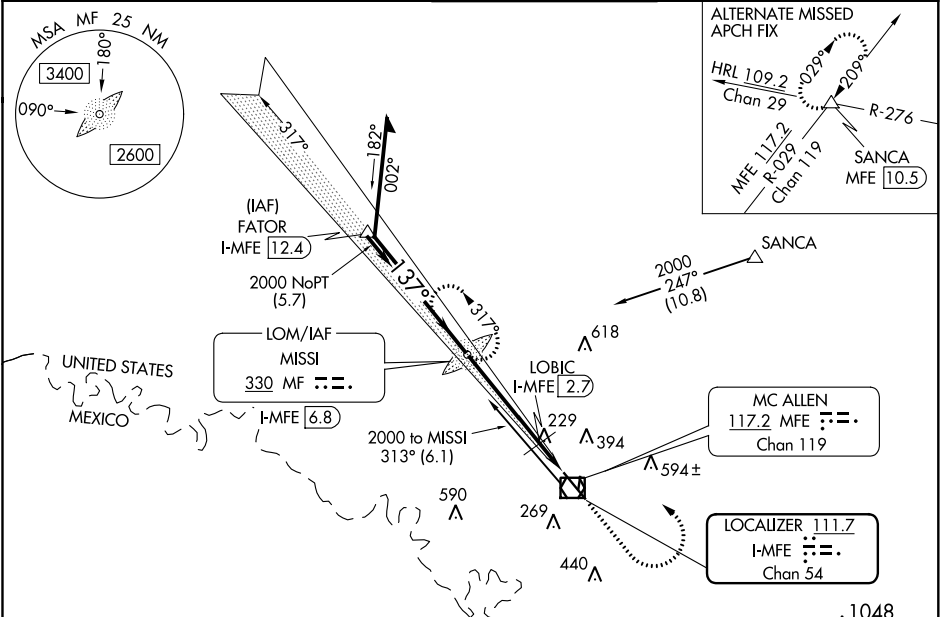 MSA MF 25 NM
180°
3400
090°
2600
ALTERNATE MISSED
APCH FIX
029°
209°
HRL 109.2
Chan 29
R-276
MFE 117.2
R-029
Chan 119
SANCA
MFE 10.5
317°
182°
002°
(IAF)
FATOR
I-MFE 12.4
2000 NoPT
(5.7)
137°
317°
SANCA
2000
247°
(10.8)
LOM/IAF
MISSI
330 MF
I-MFE 6.8
UNITED STATES
MEXICO
618
LOBIC
I-MFE 2.7
229
394
594±
2000 to MISSI
313° (6.1)
MC ALLEN
117.2 MFE
Chan 119
590
269
440
LOCALIZER 111.7
I-MFE
Chan 54
.1048